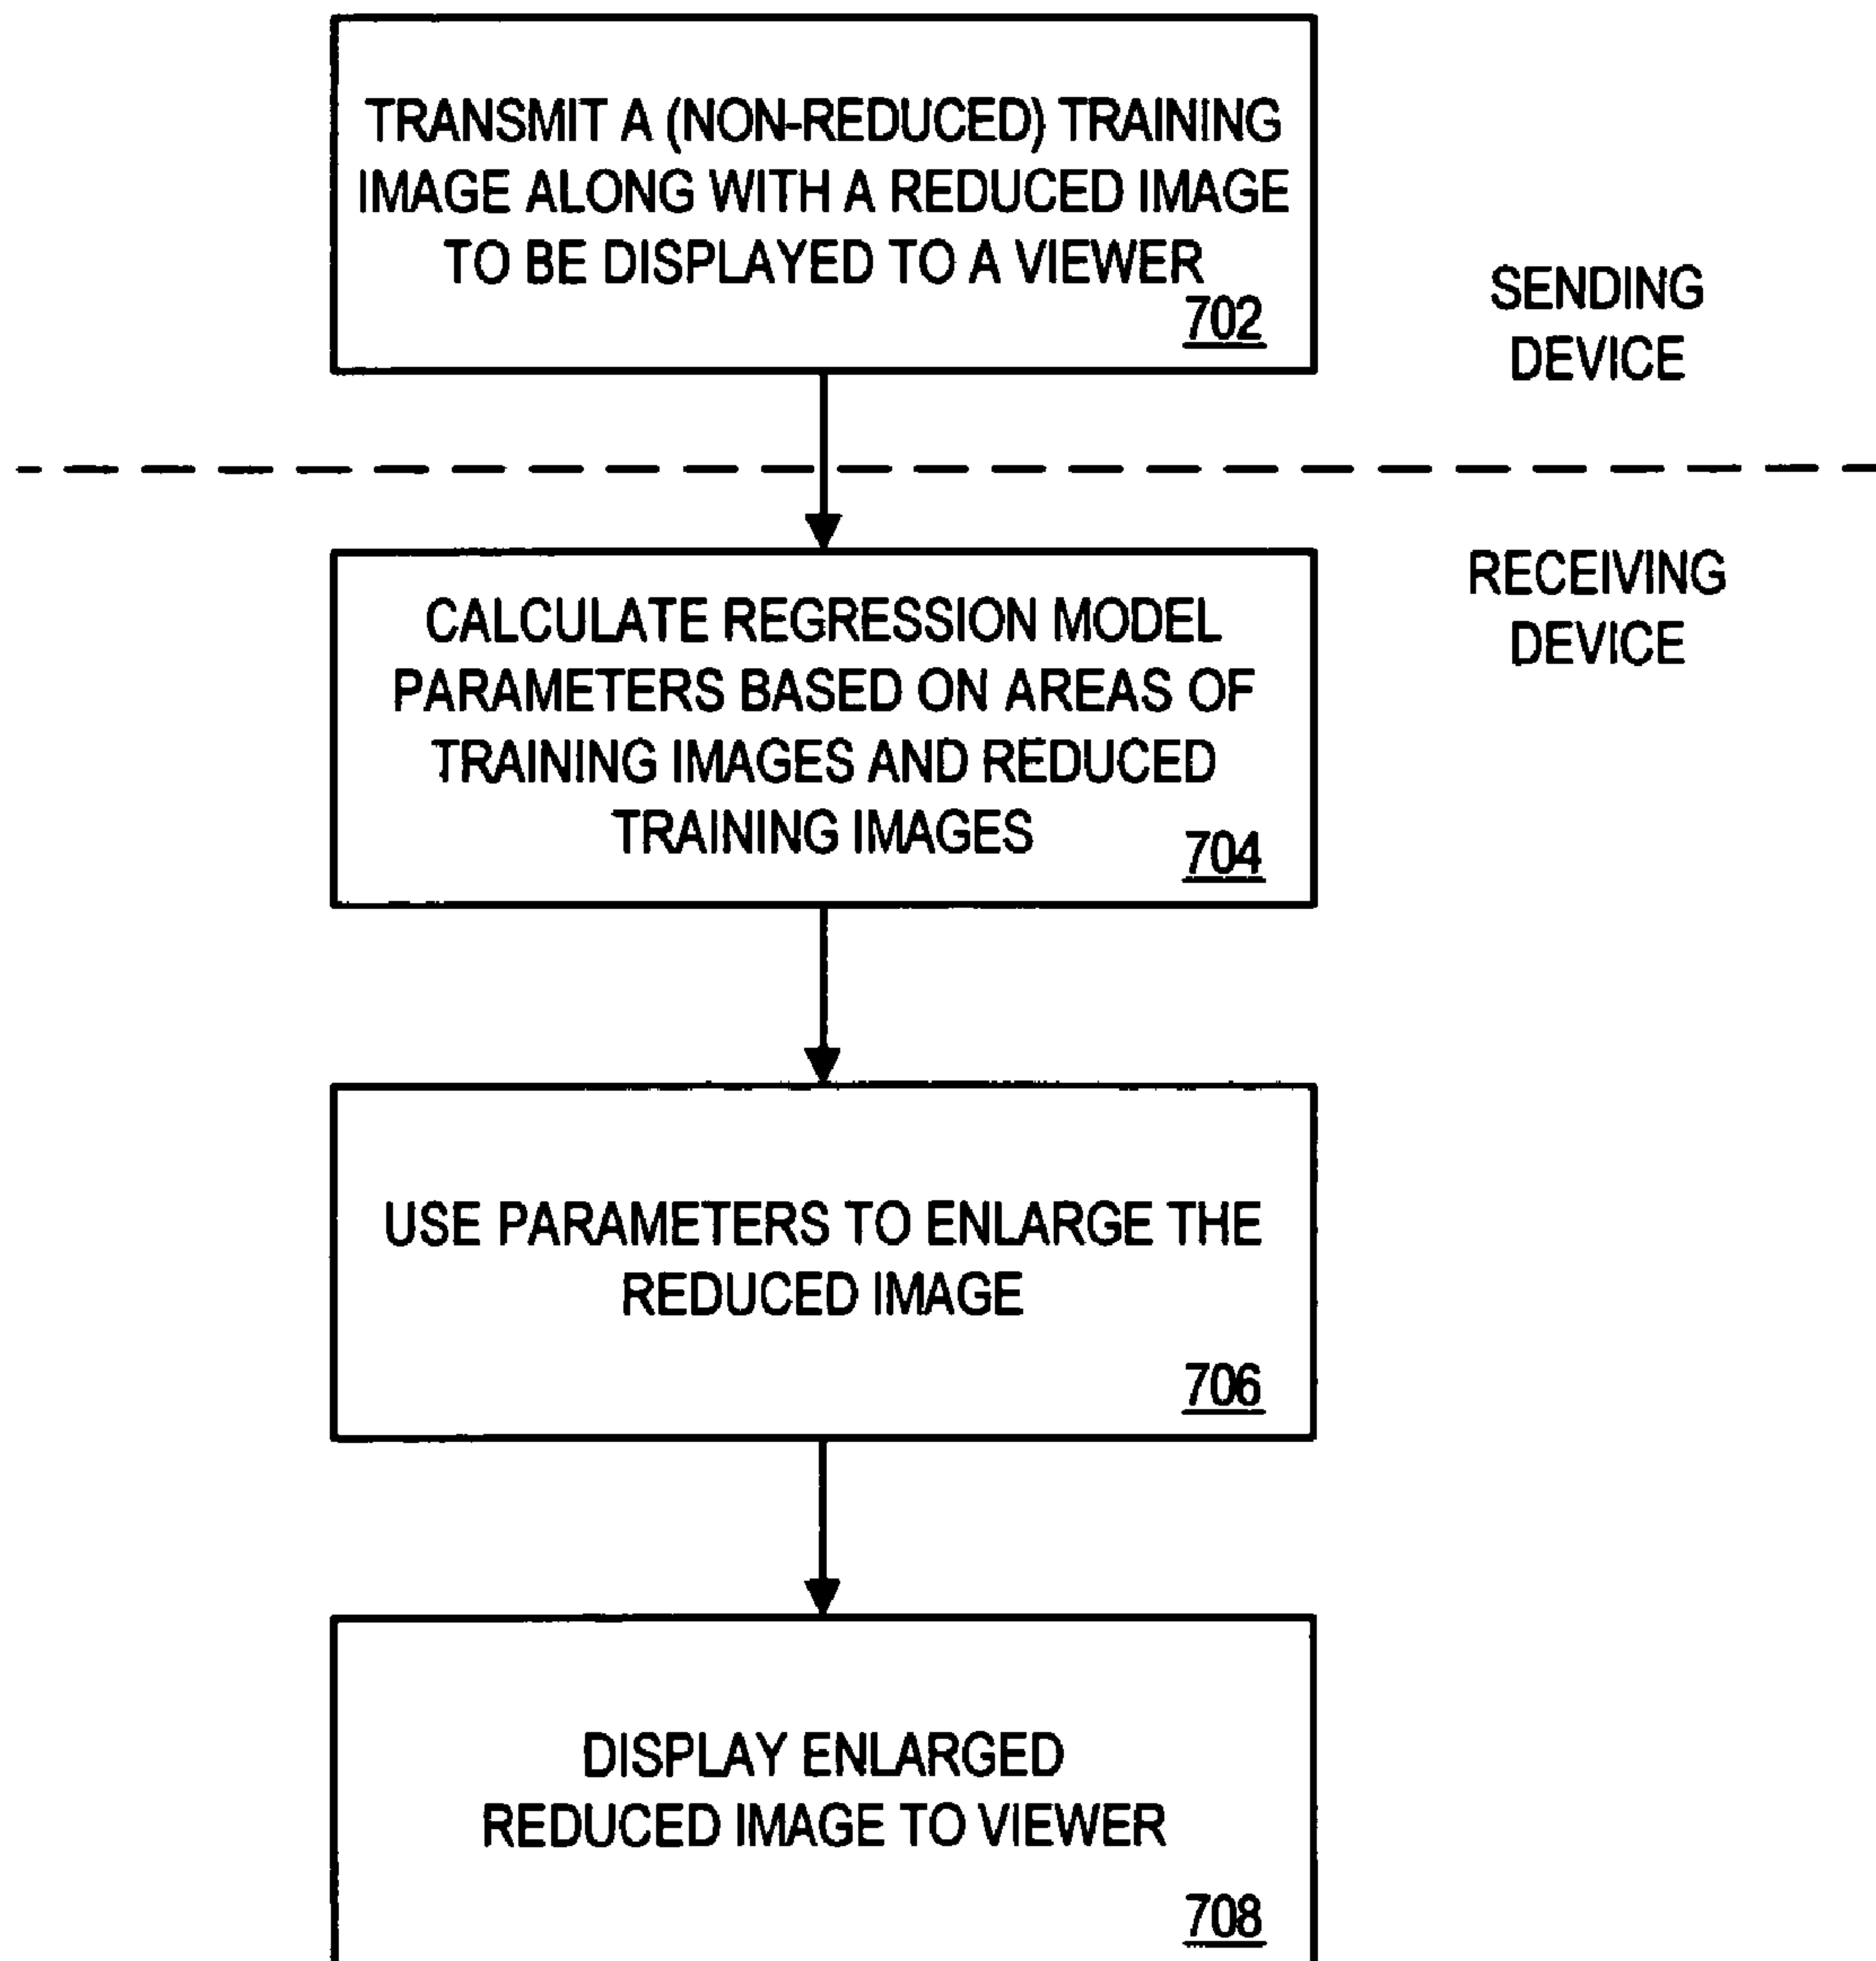 TRANSMIT A (NON-REDUCED) TRAINING
IMAGE ALONG WITH A REDUCED IMAGE
TO BE DISPLAYED TO A VIEWER
702
SENDING
DEVICE
RECEIVING
DEVICE
CALCULATE REGRESSION MODEL
PARAMETERS BASED ON AREAS OF
TRAINING IMAGES AND REDUCED
TRAINING IMAGES
704
USE PARAMETERS TO ENLARGE THE
REDUCED IMAGE
706
DISPLAY ENLARGED
REDUCED IMAGE TO VIEWER
708